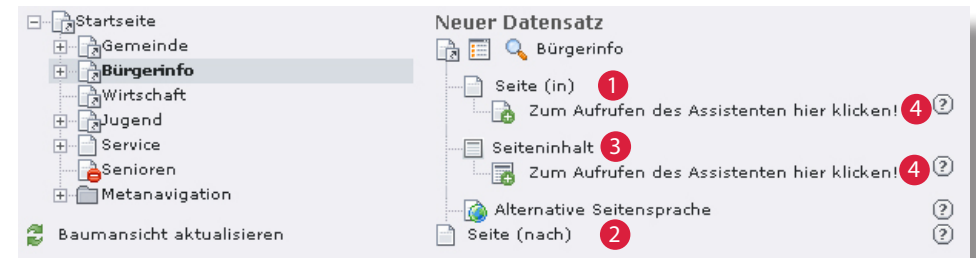 Startseite
Gemeinde
Bürgerinfo
Wirtschaft
Jugend
Service
Senioren
Metanavigation
Baumansicht aktualisieren
Neuer Datensatz
Bürgerinfo
Seite (in) 1
Zum Aufrufen des Assistenten hier klicken! 4 ?
Seiteninhalt 3
Zum Aufrufen des Assistenten hier klicken! 4 ?
Alternative Seitensprache ?
Seite (nach) 2 ?